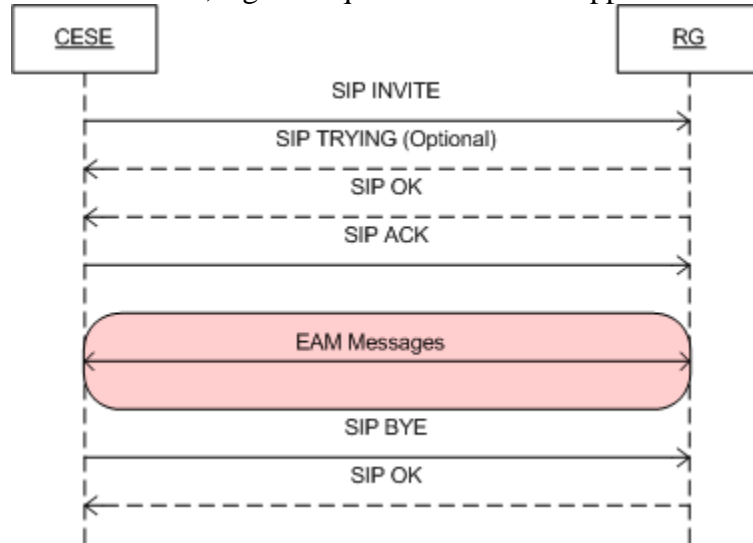 CESE
RG
SIP INVITE
SIP TRYING (Optional)
SIP OK
SIP ACK
EAM Messages
SIP BYE
SIP OK